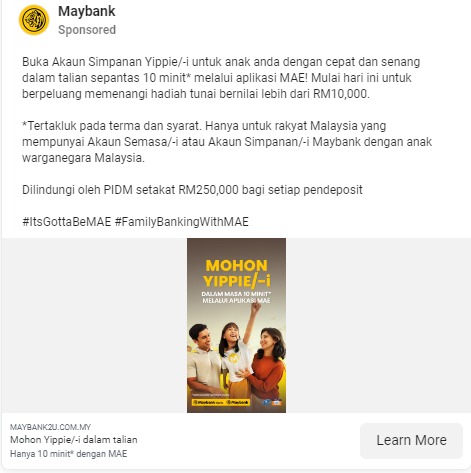 Maybank
Sponsored
Buka Akaun Simpanan Yippie/-i untuk anak anda dengan cepat dan senang
dalam talian sepantas 10 minit* melalui aplikasi MAE! Mulai hari ini untuk
berpeluang memenangi hadiah tunai bernilai lebih dari RM10,000.
*Tertakluk pada terma dan syarat. Hanya untuk rakyat Malaysia yang
mempunyai Akaun Semasa/-i atau Akaun Simpanan/-i Maybank dengan anak
warganegara Malaysia.
Dilindungi oleh PIDM setakat RM250,000 bagi setiap pendeposit
#ItsGottaBeMAE #FamilyBankingWithMAE
MOHON
YIPPIE/-i
DALAM MASA 10 MINIT*
MELALUI APLIKASI MAE
Maybank
Maybank
MAYBANK2U.COM.MY
Mohon Yippie/-i dalam talian
Hanya 10 minit* dengan MAE
Learn More